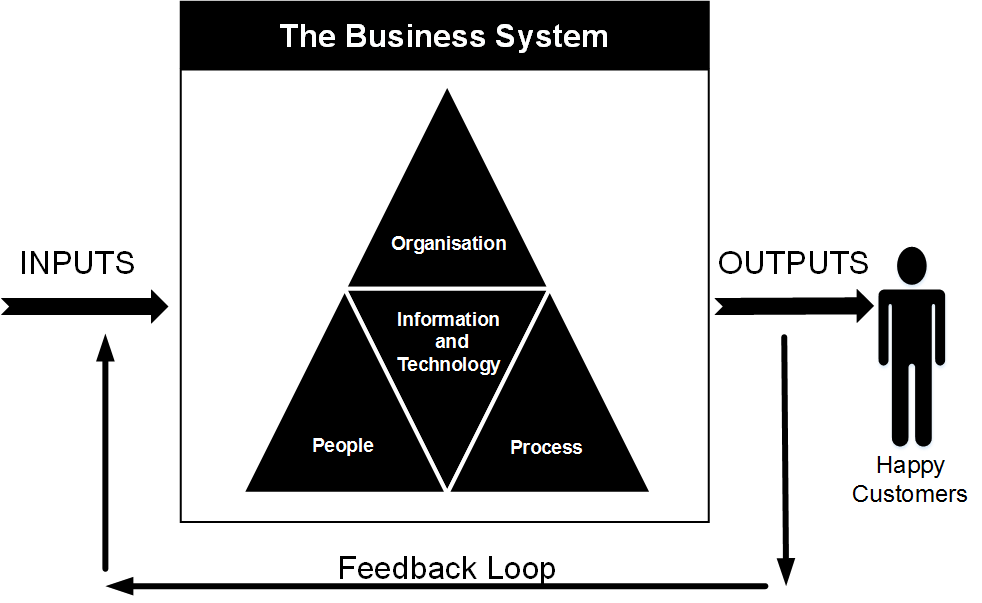 The Business System
Organisation
INPUTS
OUTPUTS
Information
and
Technology
People
Process
Happy
Customers
Feedback Loop